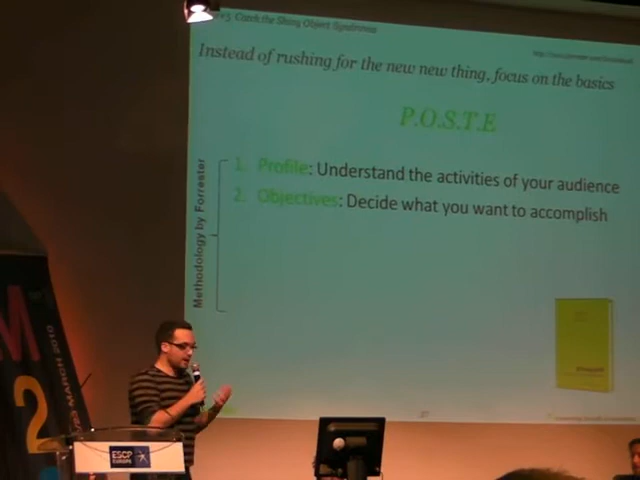 #5 Catch the Shiny Object Syndrome
Instead of rushing for the new new thing, focus on the basics
P.O.S.T.E
1. Profile: Understand the activities of your audience
2. Objectives: Decide what you want to accomplish
Methodology by Forrester
M
2
MARCH 2010
ESCP
EUROPE